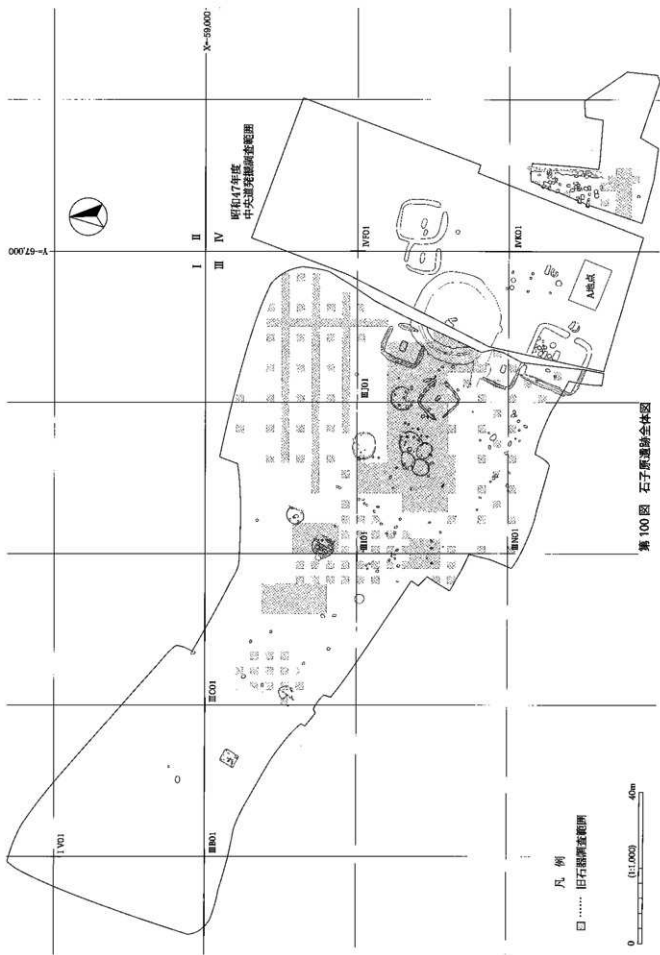 X=-59,000
Y=-67,000
昭和47年度
中央道発掘調査範囲
I
II
III
IV
IVF01
IVK01
A地点
IIIJ01
III I01
IIIN01
IIIC01
IIIB01
I V01
凡 例
旧石器調査範囲
0 (1:1,000) 40m
第100図 石子原遺跡全体図